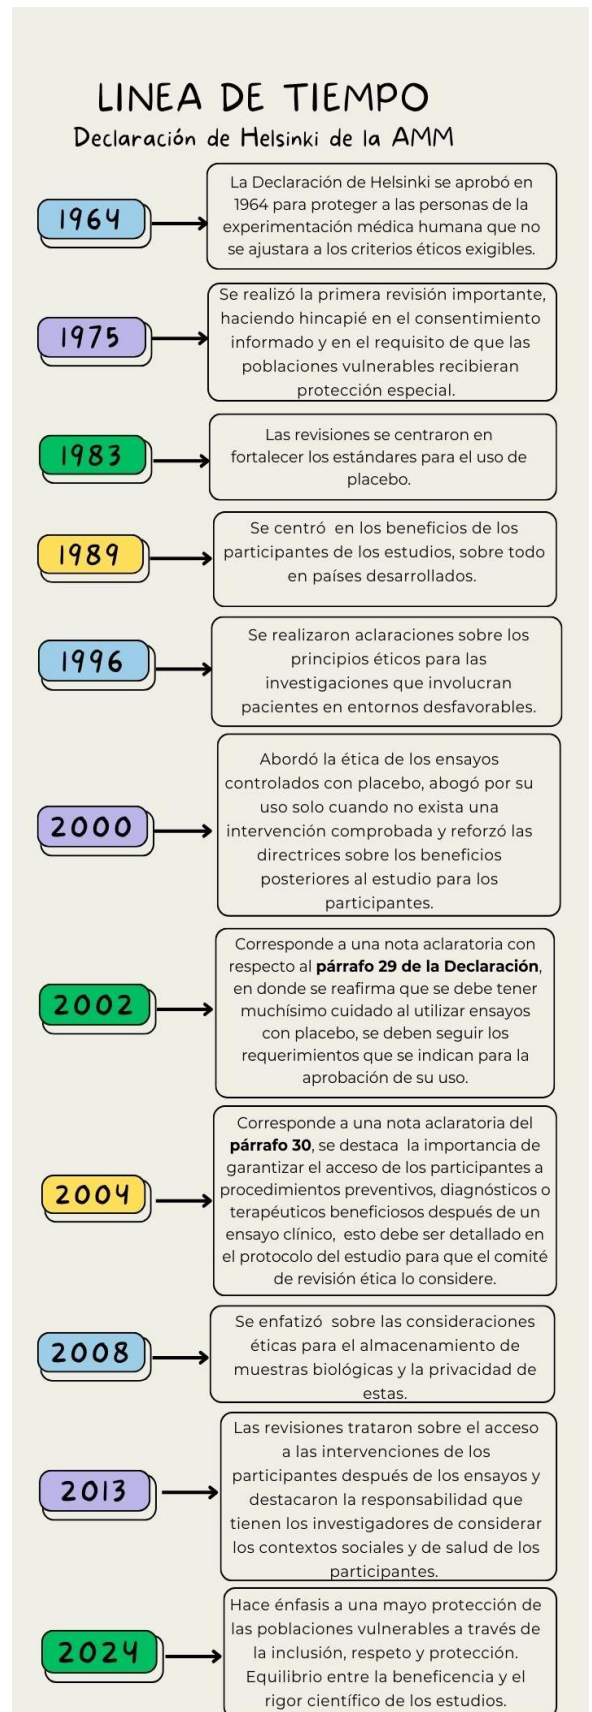 LINEA DE TIEMPO
Declaración de Helsinki de la AMM
1964
La Declaración de Helsinki se aprobó en
1964 para proteger a las personas de la
experimentación médica humana que no
se ajustara a los criterios éticos exigibles.
1975
Se realizó la primera revisión importante,
haciendo hincapié en el consentimiento
informado y en el requisito de que las
poblaciones vulnerables recibieran
protección especial.
1983
Las revisiones se centraron en
fortalecer los estándares para el uso de
placebo.
1989
Se centró en los beneficios de los
participantes de los estudios, sobre todo
en países desarrollados.
1996
Se realizaron aclaraciones sobre los
principios éticos para las
investigaciones que involucran
pacientes en entornos desfavorables.
2000
Abordó la ética de los ensayos
controlados con placebo, abogó por su
uso solo cuando no exista una
intervención comprobada y reforzó las
directrices sobre los beneficios
posteriores al estudio para los
participantes.
2002
Corresponde a una nota aclaratoria con
respecto al párrafo 29 de la Declaración,
en donde se reafirma que se debe tener
muchísimo cuidado al utilizar ensayos
con placebo, se deben seguir los
requerimientos que se indican para la
aprobación de su uso.
2004
Corresponde a una nota aclaratoria del
párrafo 30, se destaca la importancia de
garantizar el acceso de los participantes a
procedimientos preventivos, diagnósticos o
terapéuticos beneficiosos después de un
ensayo clínico, esto debe ser detallado en
el protocolo del estudio para que el comité
de revisión ética lo considere.
2008
Se enfatizó sobre las consideraciones
éticas para el almacenamiento de
muestras biológicas y la privacidad de
estas.
2013
Las revisiones trataron sobre el acceso
a las intervenciones de los
participantes después de los ensayos y
destacaron la responsabilidad que
tienen los investigadores de considerar
los contextos sociales y de salud de los
participantes.
2024
Hace énfasis a una mayo protección de
las poblaciones vulnerables a través de
la inclusión, respeto y protección.
Equilibrio entre la beneficencia y el
rigor científico de los estudios.